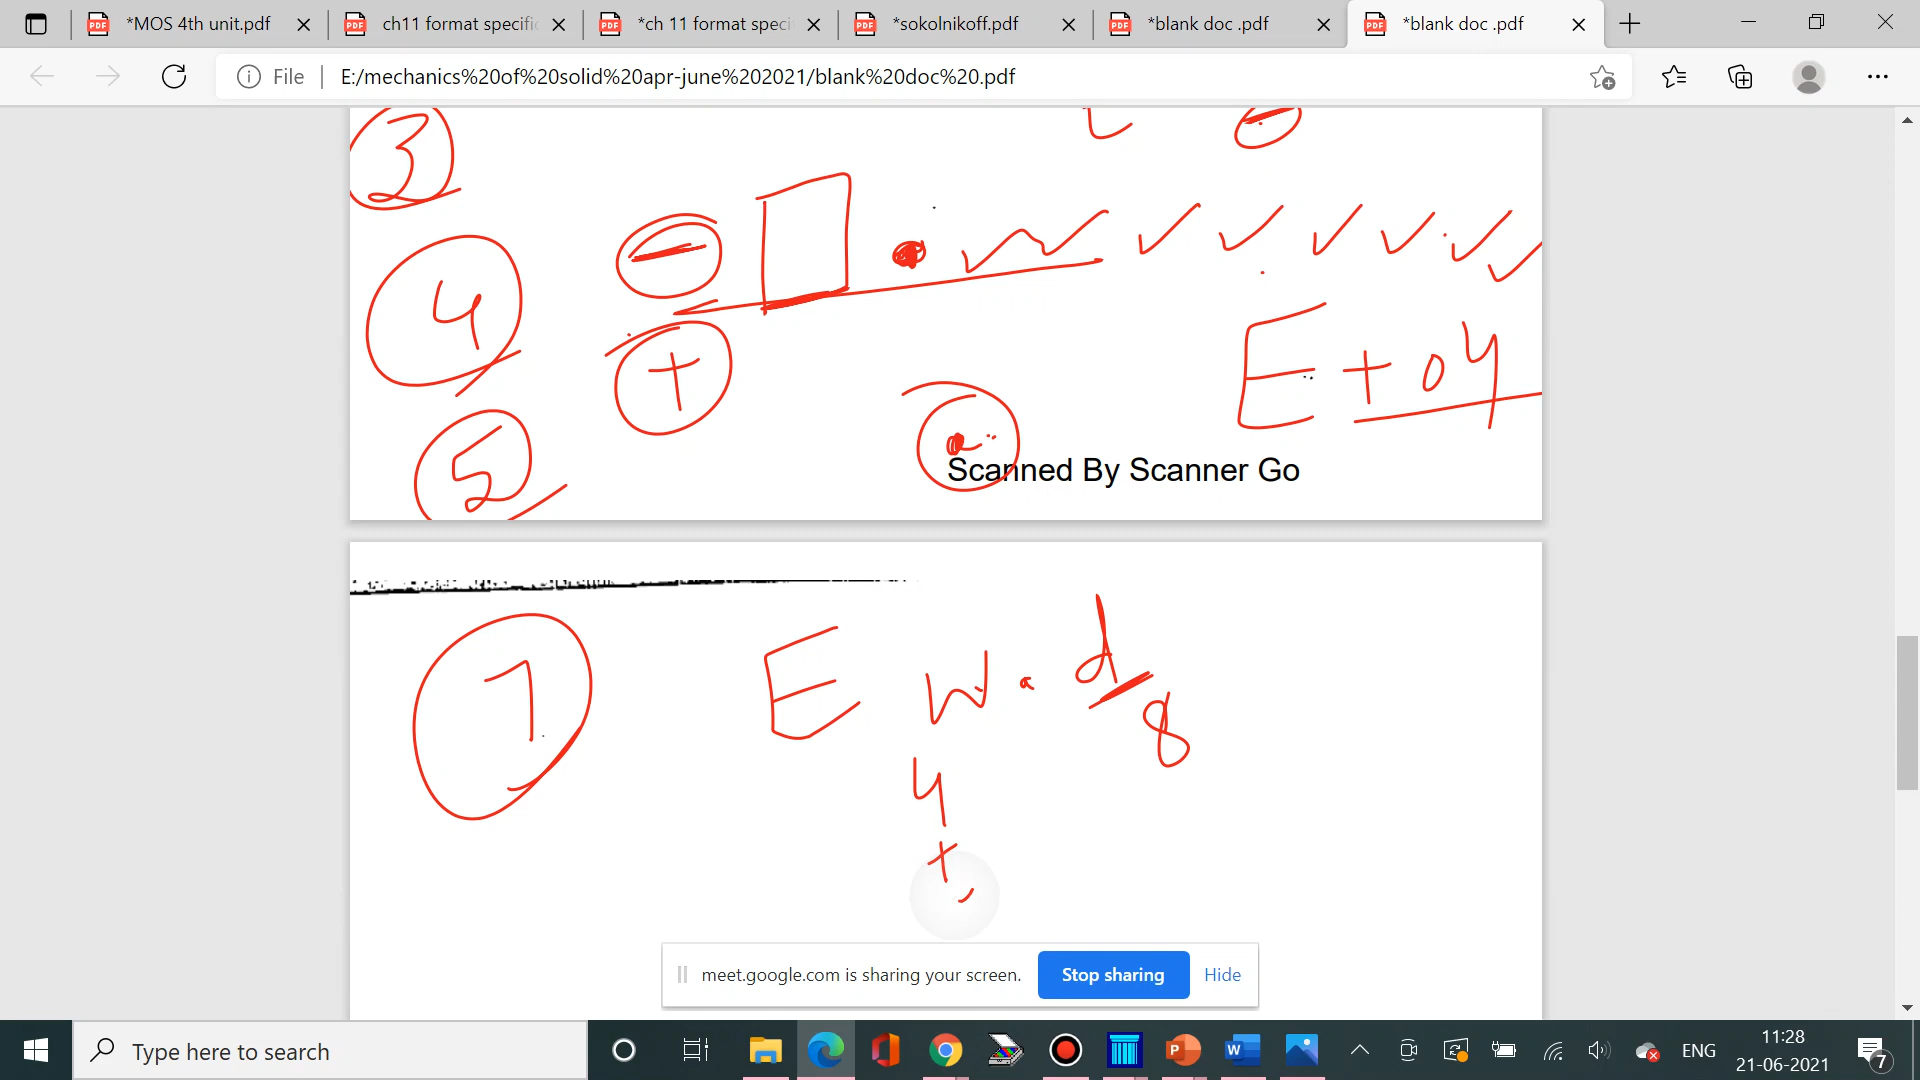 *MOS 4th unit.pdf
ch11 format specific
*ch 11 format speci
*sokolnikoff.pdf
*blank doc .pdf
*blank doc .pdf
File
E:/mechanics%20of%20solid%20apr-june%202021/blank%20doc%20.pdf
3
4
-
+
E+04
5
Scanned By Scanner Go
7
E w.d
8
4
+
meet.google.com is sharing your screen.
Stop sharing
Hide
Type here to search
ENG
11:28
21-06-2021
7